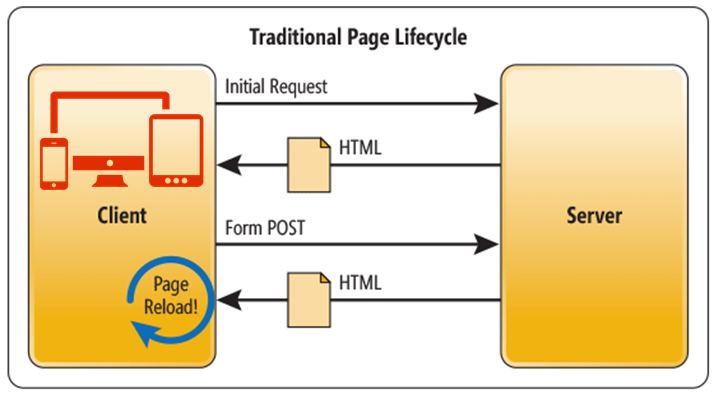 Traditional Page Lifecycle
Initial Request
HTML
Client
Server
Form POST
HTML
Page
Reload!